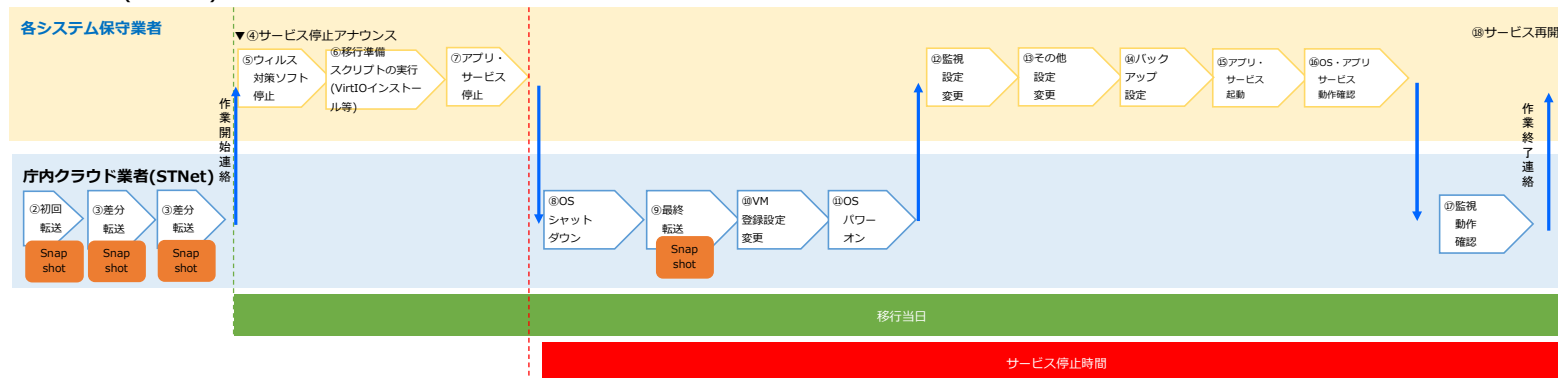 各システム保守業者
▼④サービス停止アナウンス
⑤ウィルス
対策ソフト
停止
⑥移行準備
スクリプトの実行
(VirtIOインストー
ル等)
⑦アプリ・
サービス
停止
⑫監視
設定
変更
⑬その他
設定
変更
⑭バック
アップ
設定
⑮アプリ・
サービス
起動
⑯OS・アプリ
サービス
動作確認
⑱サービス再開
作業開始連絡
作業終了連絡
庁内クラウド業者(STNet)
②初回
転送
Snap
shot
③差分
転送
Snap
shot
③差分
転送
Snap
shot
⑧OS
シャット
ダウン
⑨最終
転送
Snap
shot
⑩VM
登録設定
変更
⑪OS
パワー
オン
⑰監視
動作
確認
移行当日
サービス停止時間